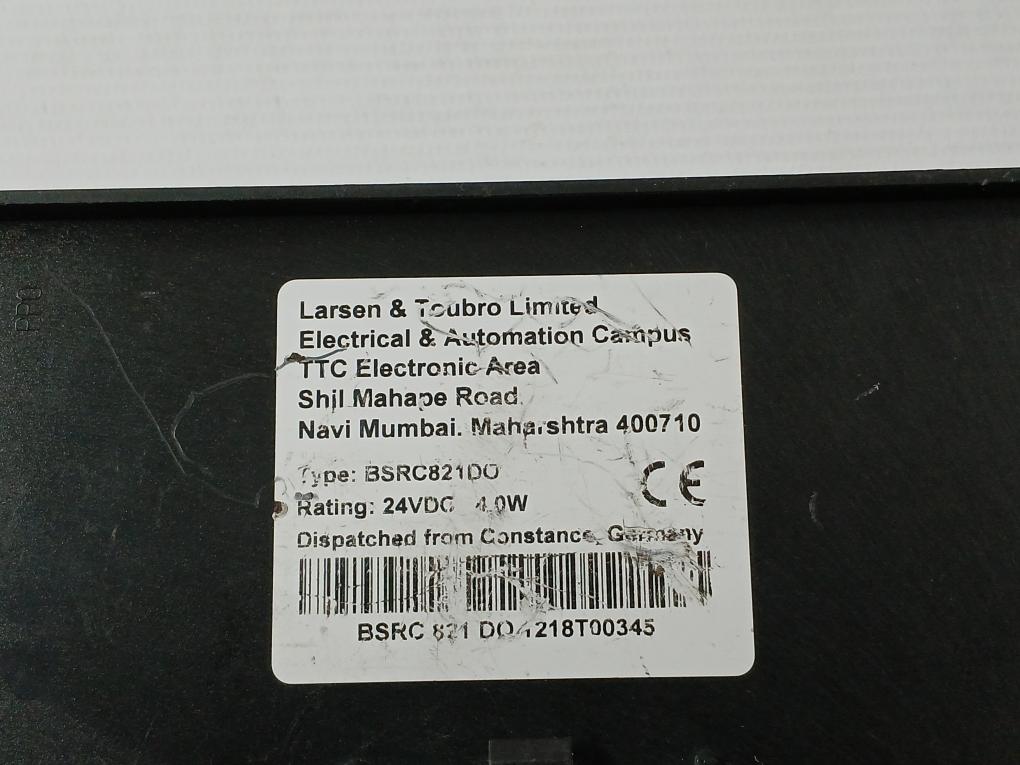 Larsen & Toubro Limited
Electrical & Automation Campus
TTC Electronic Area
Shil Mahape Road,
Navi Mumbai. Maharshtra 400710
Type: BSRC821DO
Rating: 24VDC 4.0W
CE
Dispatched from Constance, Germany
BSRC 821 DO 1218T00345